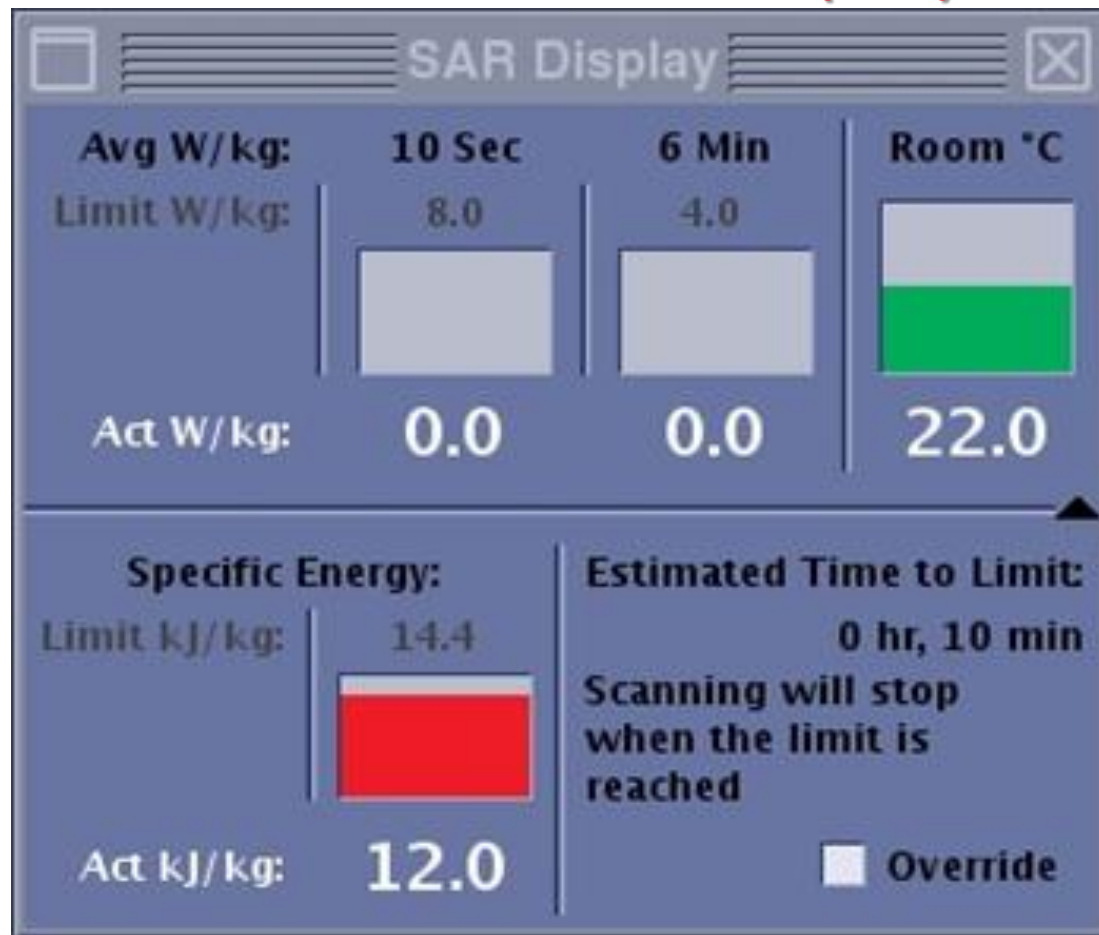 SAR Display
Avg W/kg: 10 Sec 6 Min Room °C
Limit W/kg: 8.0 4.0
Act W/kg: 0.0 0.0 22.0
Specific Energy: Estimated Time to Limit:
Limit kJ/kg: 14.4 0 hr, 10 min
Scanning will stop
when the limit is
reached
Act kJ/kg: 12.0 Override